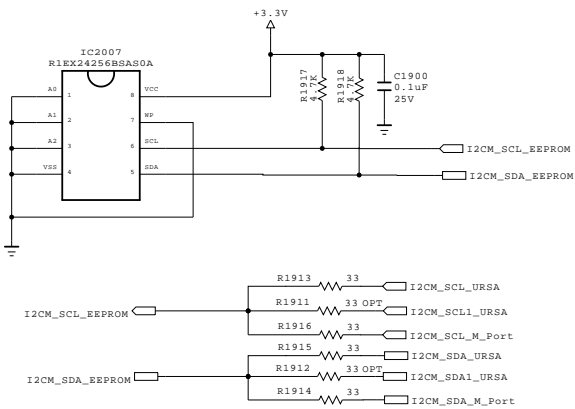 +3.3V
IC2007
R1EX24256BSAS0A
R1917
4.7K
R1918
4.7K
C1900
0.1uF
25V
A0 1 8 VCC
A1 2 7 WP
A2 3 6 SCL
VSS 4 5 SDA
I2CM_SCL_EEPROM
I2CM_SDA_EEPROM
R1913 33 I2CM_SCL_URSA
R1911 33 OPT I2CM_SCL1_URSA
I2CM_SCL_EEPROM
R1916 33 I2CM_SCL_M_Port
R1915 33 I2CM_SDA_URSA
R1912 33 OPT I2CM_SDA1_URSA
I2CM_SDA_EEPROM
R1914 33 I2CM_SDA_M_Port